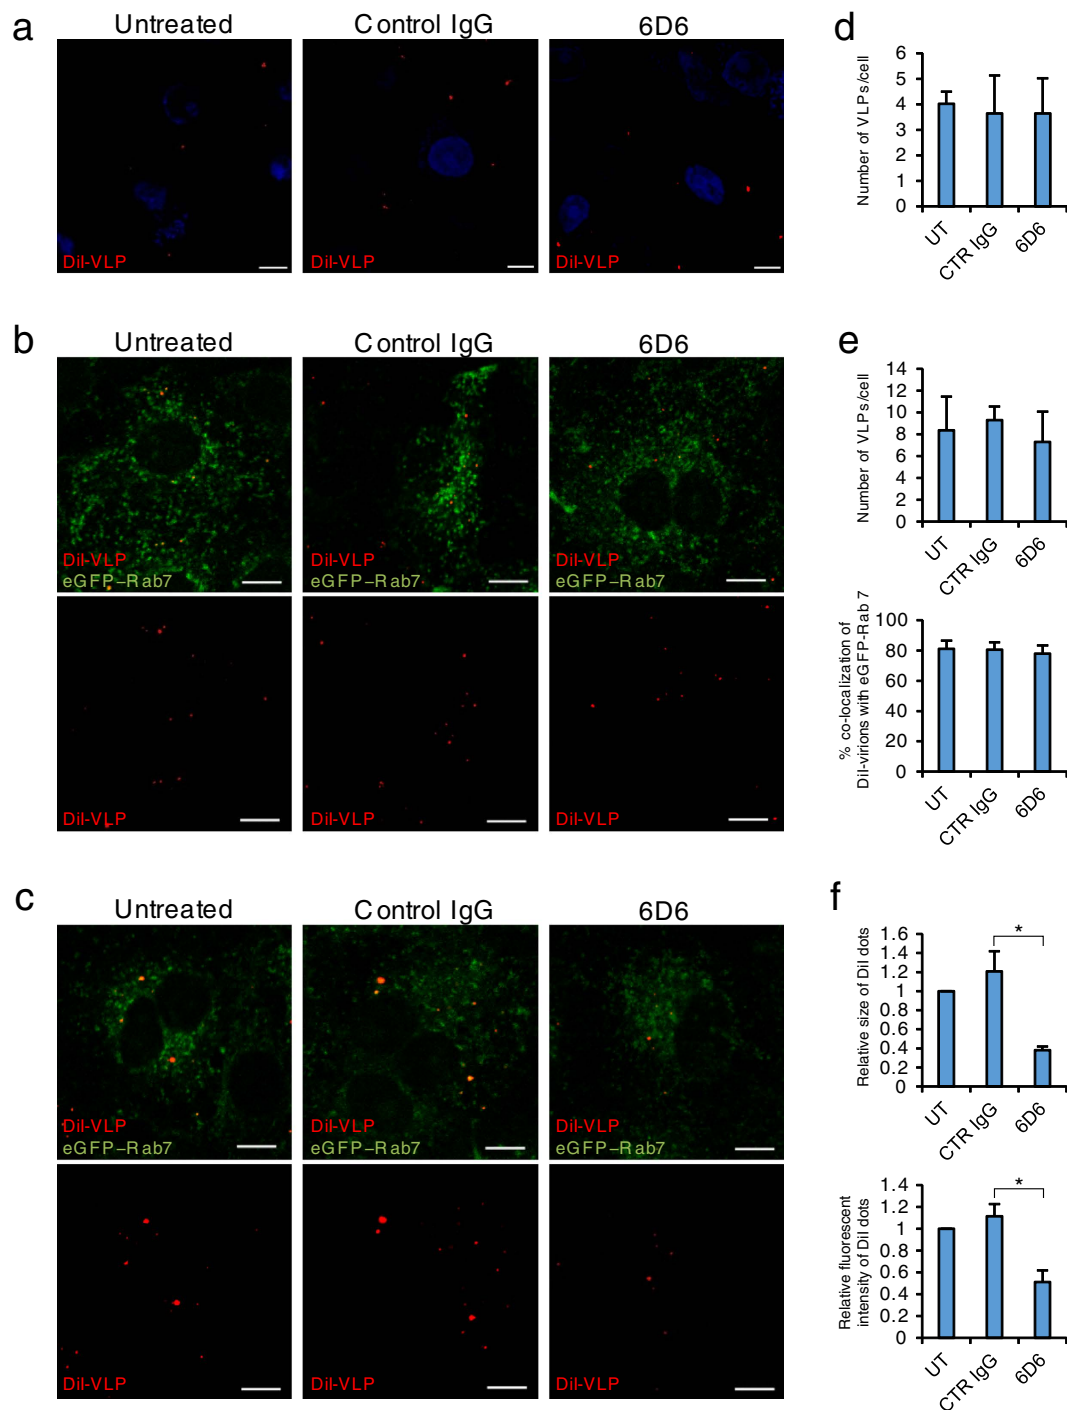 a
Untreated
Control IgG
6D6
DiI-VLP
DiI-VLP
DiI-VLP
d
Number of VLPs/cell
6
5
4
3
2
1
0
UT
CTR IgG
6D6
b
Untreated
Control IgG
6D6
DiI-VLP
eGFP–Rab7
DiI-VLP
eGFP–Rab7
DiI-VLP
eGFP–Rab7
DiI-VLP
DiI-VLP
DiI-VLP
e
Number of VLPs/cell
14
12
10
8
6
4
2
0
UT
CTR IgG
6D6
% co-localization of
DiI-virions with eGFP-Rab 7
100
80
60
40
20
0
UT
CTR IgG
6D6
c
Untreated
Control IgG
6D6
DiI-VLP
eGFP–Rab7
DiI-VLP
eGFP–Rab7
DiI-VLP
eGFP–Rab7
DiI-VLP
DiI-VLP
DiI-VLP
f
Relative size of DiI dots
1.6
1.4
1.2
1
0.8
0.6
0.4
0.2
0
*
UT
CTR IgG
6D6
Relative fluorescent
intensity of DiI dots
1.4
1.2
1
0.8
0.6
0.4
0.2
0
*
UT
CTR IgG
6D6